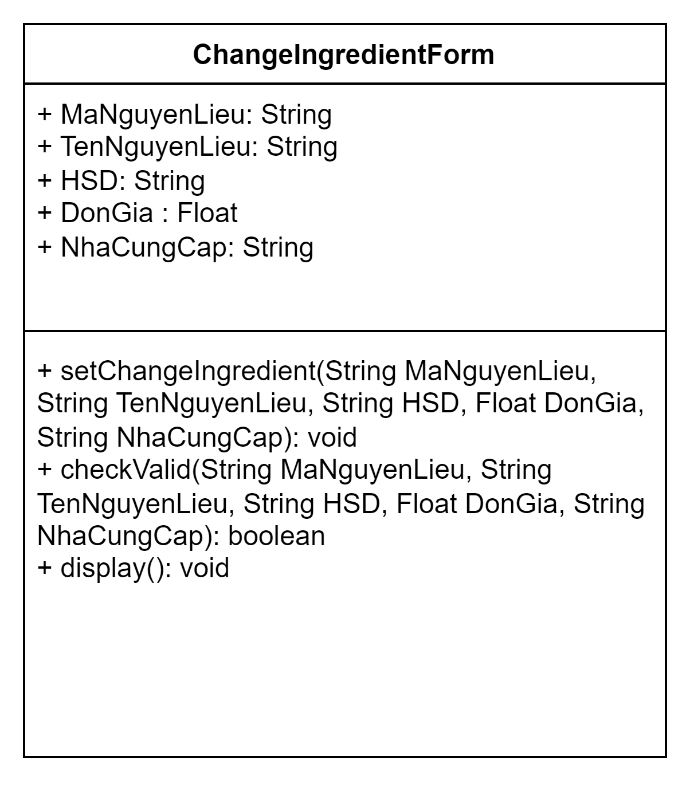 ChangeIngredientForm
+ MaNguyenLieu: String
+ TenNguyenLieu: String
+ HSD: String
+ DonGia : Float
+ NhaCungCap: String
+ setChangeIngredient(String MaNguyenLieu,
String TenNguyenLieu, String HSD, Float DonGia,
String NhaCungCap): void
+ checkValid(String MaNguyenLieu, String
TenNguyenLieu, String HSD, Float DonGia, String
NhaCungCap): boolean
+ display(): void